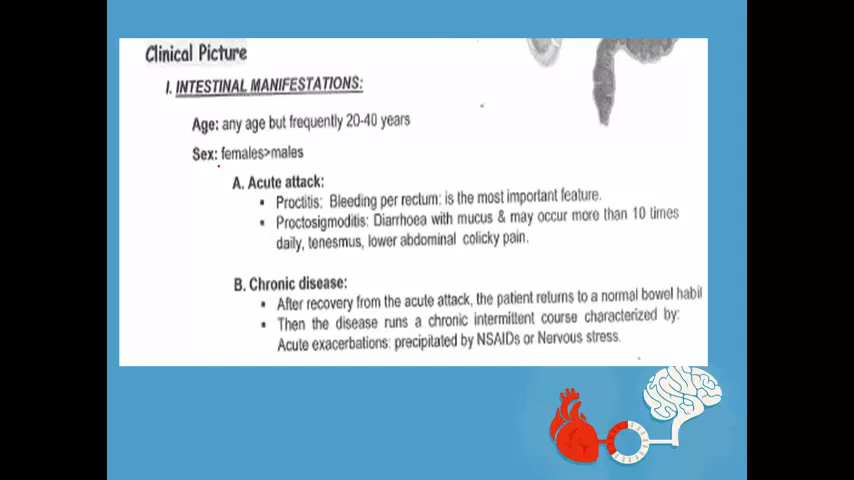 Clinical Picture
I. INTESTINAL MANIFESTATIONS:
Age: any age but frequently 20-40 years
Sex: females>males
A. Acute attack:
▪ Proctitis: Bleeding per rectum: is the most important feature.
▪ Proctosigmoditis: Diarrhoea with mucus & may occur more than 10 times
daily, tenesmus, lower abdominal colicky pain.
B. Chronic disease:
▪ After recovery from the acute attack, the patient returns to a normal bowel habit
▪ Then the disease runs a chronic intermittent course characterized by:
Acute exacerbations: precipitated by NSAIDs or Nervous stress.